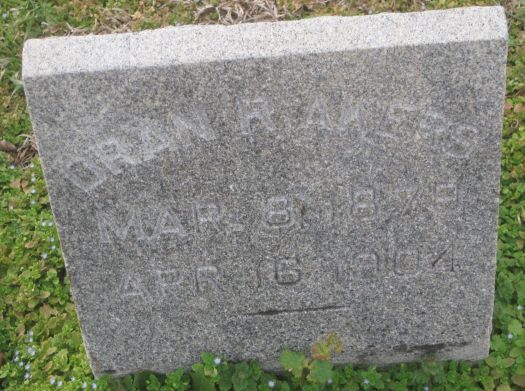 ORAN R. AKERS
MAR. 8, 1879
APR. 16 1904